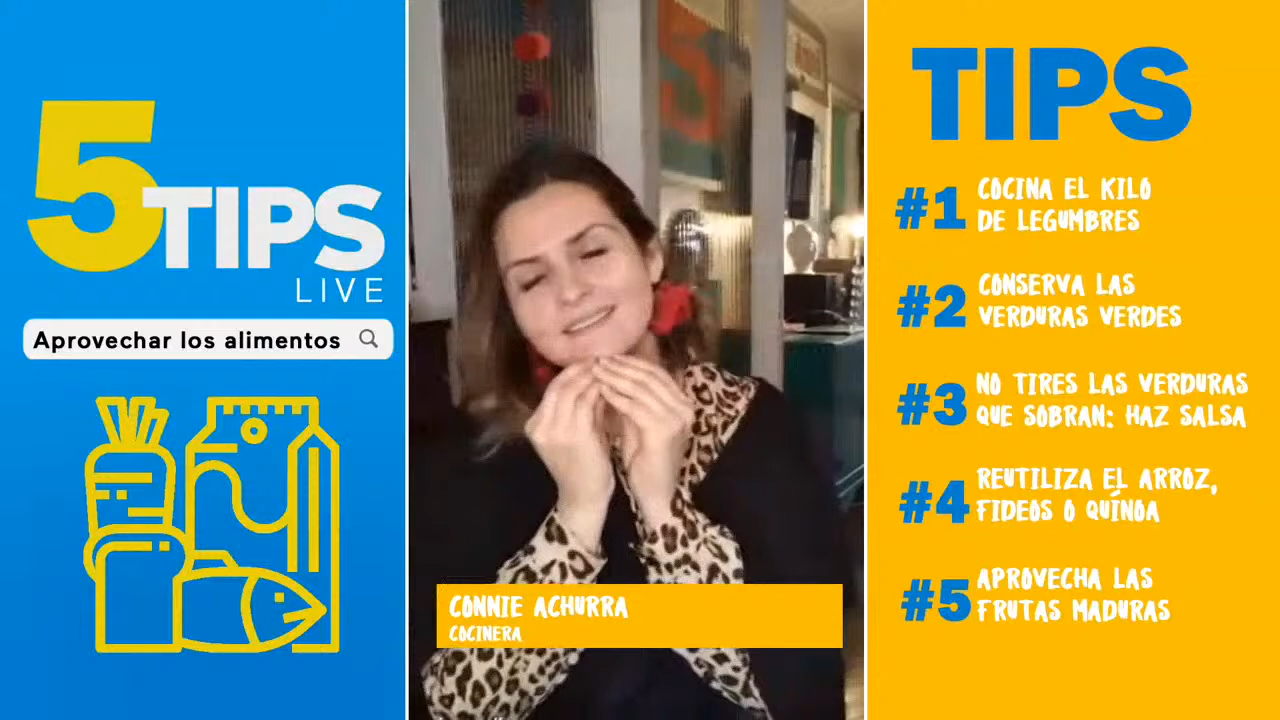 5TIPS
LIVE
Aprovechar los alimentos
CONNIE ACHURRA
COCINERA
TIPS
#1 COCINA EL KILO
DE LEGUMBRES
#2 CONSERVA LAS
VERDURAS VERDES
#3 NO TIRES LAS VERDURAS
QUE SOBRAN: HAZ SALSA
#4 REUTILIZA EL ARROZ,
FIDEOS O QUÍNOA
#5 APROVECHA LAS
FRUTAS MADURAS